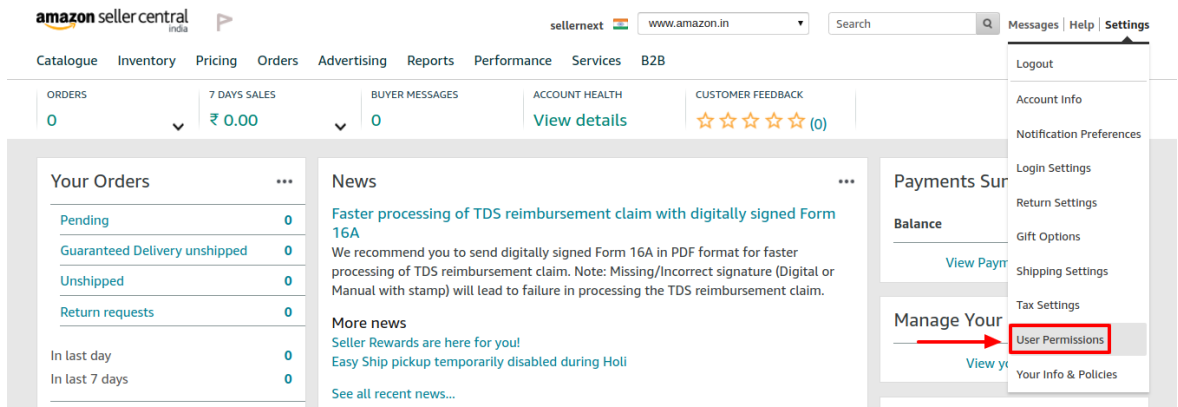 amazon seller central
india
sellernext
www.amazon.in
Search
Messages | Help | Settings
Catalogue Inventory Pricing Orders Advertising Reports Performance Services B2B
ORDERS
0
7 DAYS SALES
₹ 0.00
BUYER MESSAGES
0
ACCOUNT HEALTH
View details
CUSTOMER FEEDBACK
(0)
Logout
Account Info
Notification Preferences
Login Settings
Return Settings
Gift Options
Shipping Settings
Tax Settings
User Permissions
Your Info & Policies
Your Orders
Pending 0
Guaranteed Delivery unshipped 0
Unshipped 0
Return requests 0
In last day 0
In last 7 days 0
News
Faster processing of TDS reimbursement claim with digitally signed Form
16A
We recommend you to send digitally signed Form 16A in PDF format for faster
processing of TDS reimbursement claim. Note: Missing/Incorrect signature (Digital or
Manual with stamp) will lead to failure in processing the TDS reimbursement claim.
More news
Seller Rewards are here for you!
Easy Ship pickup temporarily disabled during Holi
See all recent news...
Payments Sur
Balance
View Paym
Manage Your
View yo